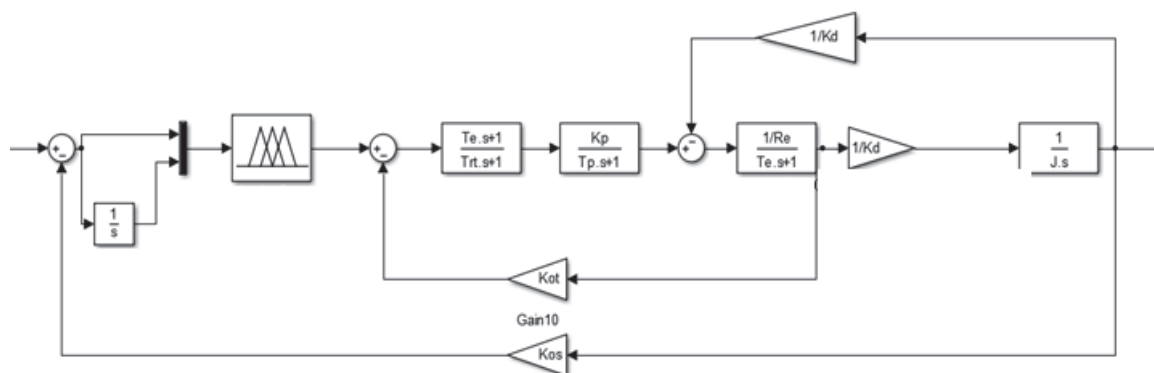 1/Kd
Te.s+1
Trt.s+1
Kp
Tp.s+1
1/Re
Te.s+1
1/Kd
1
J.s
1
s
Kot
Gain10
Kos